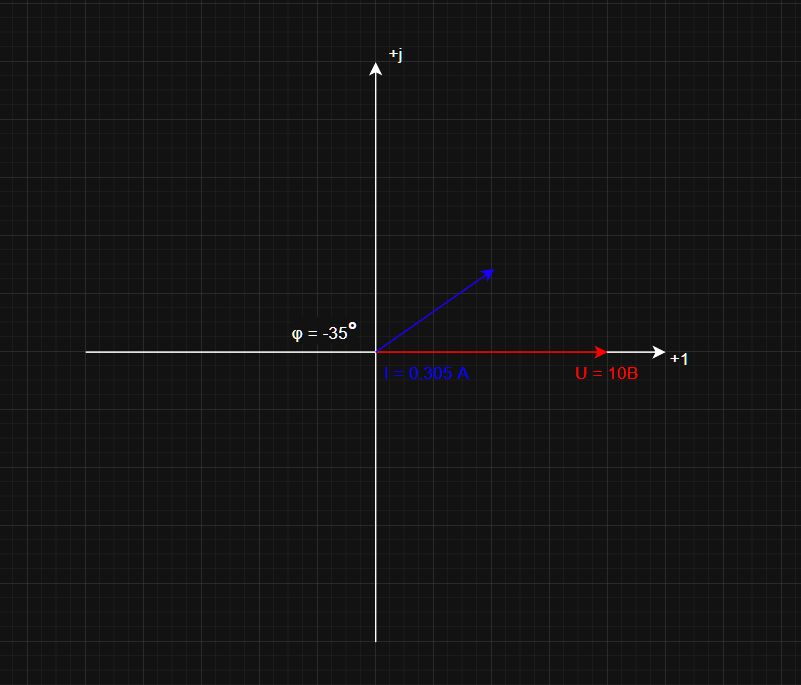 +j
φ = -35°
+1
I = 0.305 A
U = 10В